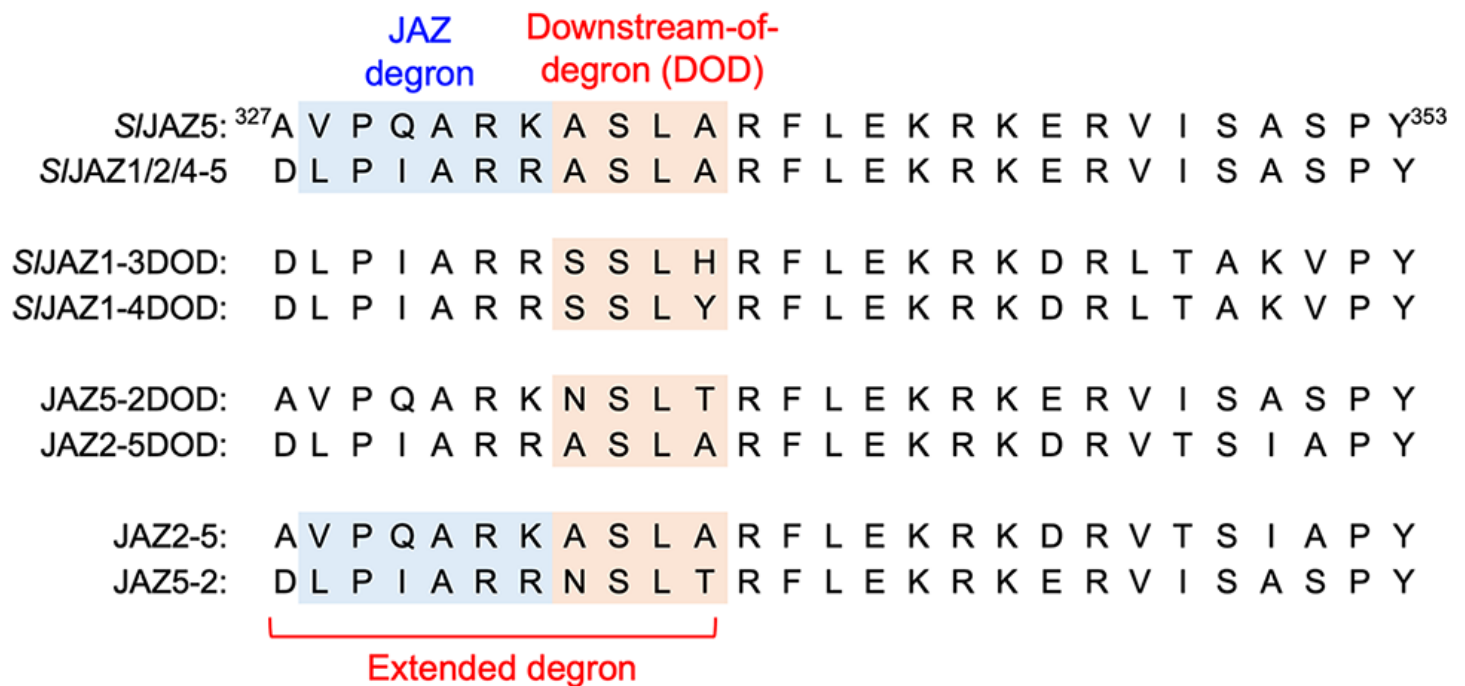 JAZ degron
Downstream-of-degron (DOD)
SlJAZ5: 327A V P Q A R K A S L A R F L E K R K E R V I S A S P Y353
SlJAZ1/2/4-5 D L P I A R R A S L A R F L E K R K E R V I S A S P Y
SlJAZ1-3DOD: D L P I A R R S S L H R F L E K R K D R L T A K V P Y
SlJAZ1-4DOD: D L P I A R R S S L Y R F L E K R K D R L T A K V P Y
JAZ5-2DOD: A V P Q A R K N S L T R F L E K R K E R V I S A S P Y
JAZ2-5DOD: D L P I A R R A S L A R F L E K R K D R V T S I A P Y
JAZ2-5: A V P Q A R K A S L A R F L E K R K D R V T S I A P Y
JAZ5-2: D L P I A R R N S L T R F L E K R K E R V I S A S P Y
Extended degron